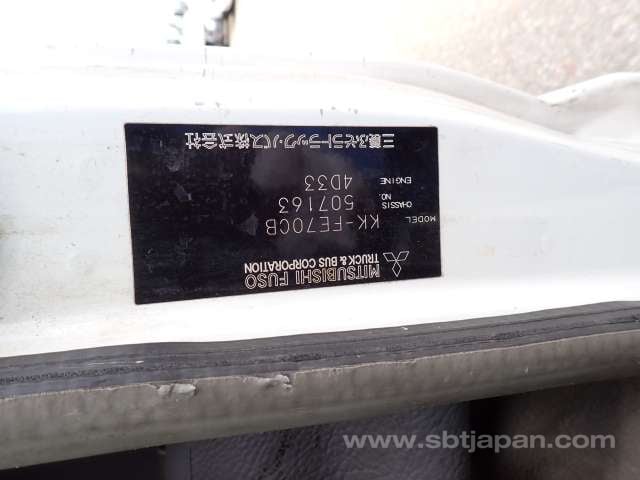 MITSUBISHI FUSO
TRUCK & BUS CORPORATION
MODEL KK-FE70CB
CHASSIS NO. 507163
ENGINE 4D33
三菱ふそうトラック・バス株式会社
www.sbtjapan.com